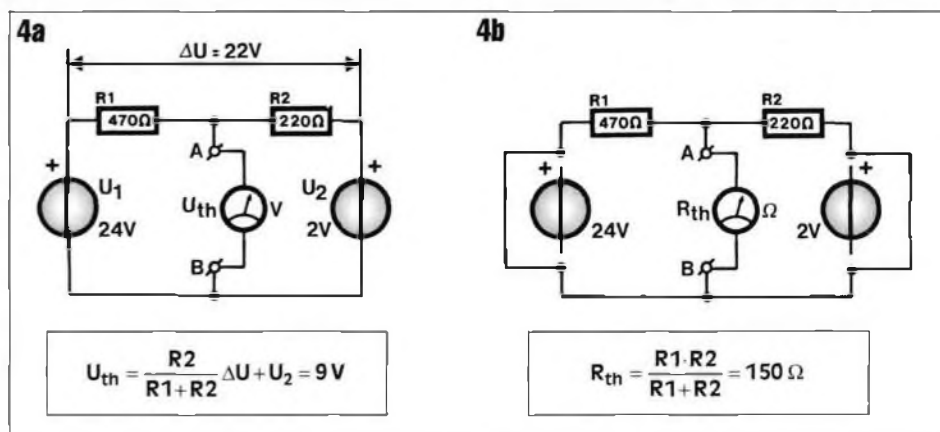 4a
ΔU = 22V
R1
470Ω
R2
220Ω
A
+
U₁
24V
Uth
V
+
U₂
2V
B
Uth = R2 / R1+R2 ΔU+U₂ = 9 V
4b
R1
470Ω
R2
220Ω
A
+
24V
Rth
Ω
+
2V
B
Rth = R1·R2 / R1+R2 = 150 Ω